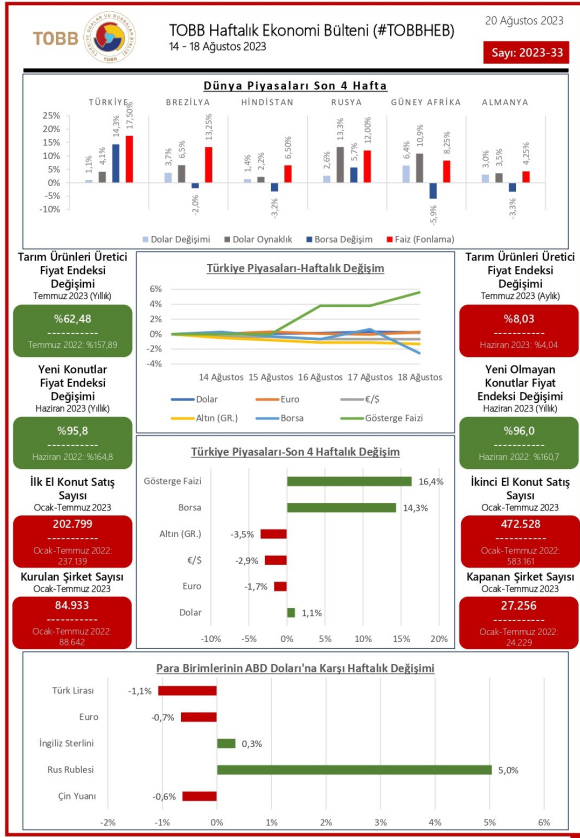 TOBB
TOBB Haftalık Ekonomi Bülteni (#TOBBHEB)
14 - 18 Ağustos 2023
20 Ağustos 2023
Sayı: 2023-33
Dünya Piyasaları Son 4 Hafta
TÜRKİYE BREZİLYA HİNDİSTAN RUSYA GÜNEY AFRİKA ALMANYA
25%
20%
15%
10%
5%
0%
-5%
-10%
1,1% 4,1% 14,3% 17,50%
3,7% 6,5% -2,0% 13,25%
1,4% 2,2% -3,2% 6,50%
2,6% 13,3% 5,7% 12,00%
6,4% 10,9% -5,9% 8,25%
3,0% 3,5% -3,3% 4,25%
Dolar Değişimi Dolar Oynaklık Borsa Değişim Faiz (Fonlama)
Tarım Ürünleri Üretici
Fiyat Endeksi
Değişimi
Temmuz 2023 (Yıllık)
%62,48
-----------
Temmuz 2022: %157,89
Yeni Konutlar
Fiyat Endeksi
Değişimi
Haziran 2023 (Yıllık)
%95,8
-----------
Haziran 2022: %164,8
İlk El Konut Satış
Sayısı
Ocak-Temmuz 2023
202.799
-----------
Ocak-Temmuz 2022:
237.139
Kurulan Şirket Sayısı
Ocak-Temmuz 2023
84.933
-----------
Ocak-Temmuz 2022:
88.642
Türkiye Piyasaları-Haftalık Değişim
6%
4%
2%
0%
-2%
-4%
14 Ağustos 15 Ağustos 16 Ağustos 17 Ağustos 18 Ağustos
Dolar Euro €/$
Altın (GR.) Borsa Gösterge Faizi
Türkiye Piyasaları-Son 4 Haftalık Değişim
Gösterge Faizi 16,4%
Borsa 14,3%
Altın (GR.) -3,5%
€/$ -2,9%
Euro -1,7%
Dolar 1,1%
-10% -5% 0% 5% 10% 15% 20%
Tarım Ürünleri Üretici
Fiyat Endeksi
Değişimi
Temmuz 2023 (Aylık)
%8,03
-----------
Haziran 2023: %4,04
Yeni Olmayan
Konutlar Fiyat
Endeksi Değişimi
Haziran 2023 (Yıllık)
%96,0
-----------
Haziran 2022: %160,7
İkinci El Konut Satış
Sayısı
Ocak-Temmuz 2023
472.528
-----------
Ocak-Temmuz 2022:
583.161
Kapanan Şirket Sayısı
Ocak-Temmuz 2023
27.256
-----------
Ocak-Temmuz 2022:
24.229
Para Birimlerinin ABD Doları'na Karşı Haftalık Değişimi
Türk Lirası -1,1%
Euro -0,7%
İngiliz Sterlini 0,3%
Rus Rublesi 5,0%
Çin Yuanı -0,6%
-2% -1% 0% 1% 2% 3% 4% 5% 6%